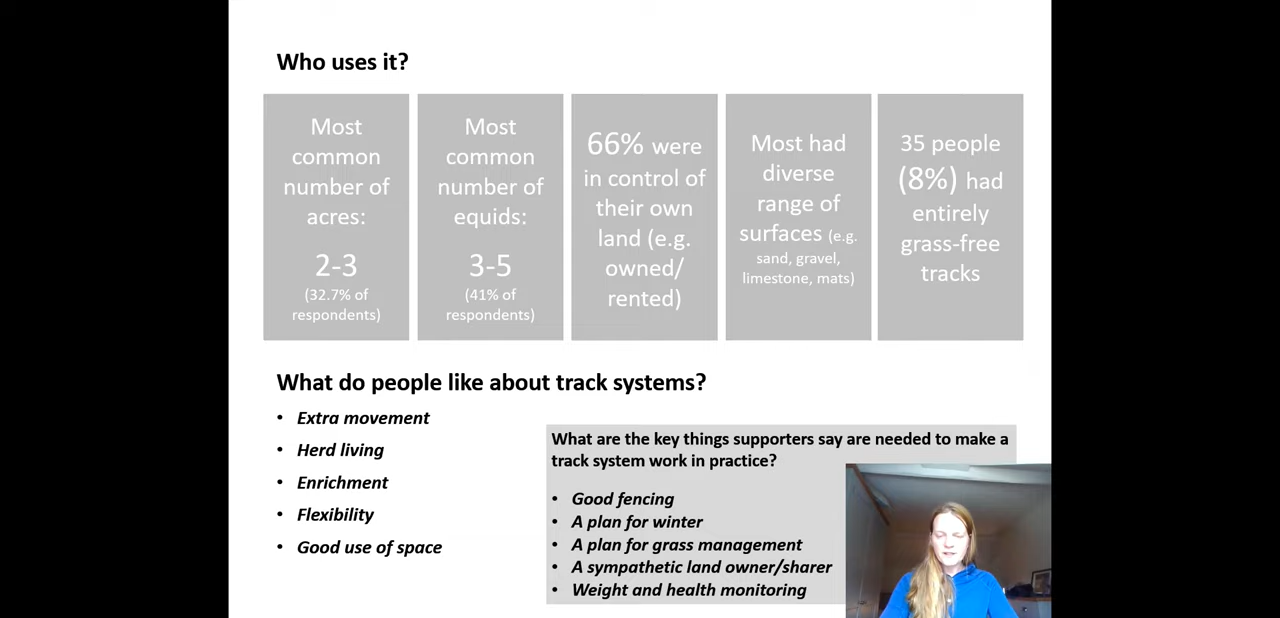 Who uses it?
Most
common
number of
acres:
2-3
(32.7% of
respondents)
Most
common
number of
equids:
3-5
(41% of
respondents)
66% were
in control of
their own
land (e.g.
owned/
rented)
Most had
diverse
range of
surfaces (e.g.
sand, gravel,
limestone, mats)
35 people
(8%) had
entirely
grass-free
tracks
What do people like about track systems?
• Extra movement
• Herd living
• Enrichment
• Flexibility
• Good use of space
What are the key things supporters say are needed to make a
track system work in practice?
• Good fencing
• A plan for winter
• A plan for grass management
• A sympathetic land owner/sharer
• Weight and health monitoring